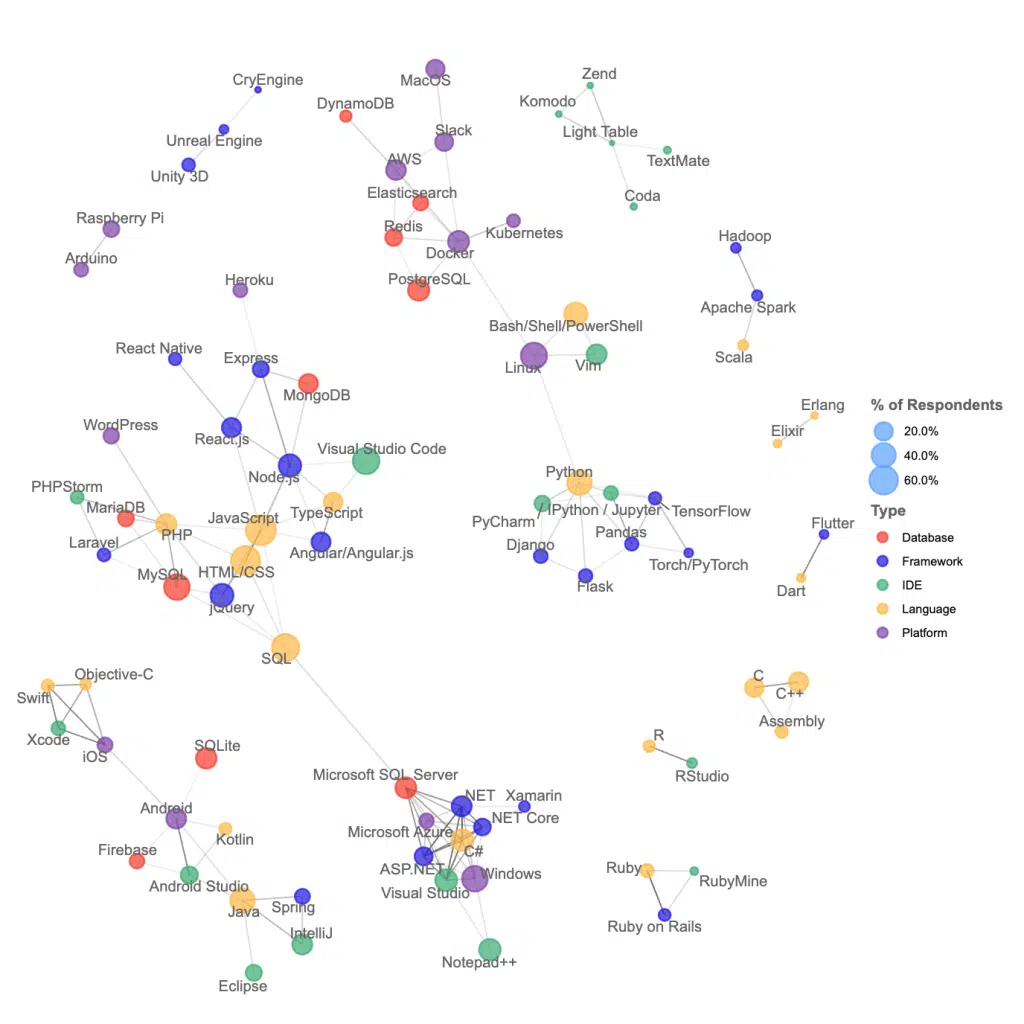 MacOS
Zend
CryEngine
DynamoDB
Komodo
Slack
Light Table
Unreal Engine
AWS
TextMate
Unity 3D
Elasticsearch
Coda
Raspberry Pi
Redis
Kubernetes
Hadoop
Docker
Arduino
Heroku
PostgreSQL
Apache Spark
Bash/Shell/PowerShell
React Native
Express
Linux
Vim
Scala
MongoDB
Erlang
% of Respondents
WordPress
React.js
Elixir
20.0%
Visual Studio Code
40.0%
Node.js
Python
60.0%
PHPStorm
MariaDB
JavaScript
TypeScript
PyCharm
IPython / Jupyter
TensorFlow
Type
PHP
Pandas
Flutter
Database
Laravel
Angular/Angular.js
Django
Framework
MySQL
HTML/CSS
Torch/PyTorch
IDE
jQuery
Flask
Dart
Language
Platform
SQL
Objective-C
C
Swift
C++
Assembly
Xcode
iOS
R
SQLite
RStudio
Microsoft SQL Server
Android
.NET
Xamarin
.NET Core
Microsoft Azure
Kotlin
Firebase
C#
ASP.NET
Windows
Ruby
RubyMine
Android Studio
Visual Studio
Java
Spring
Ruby on Rails
IntelliJ
Notepad++
Eclipse